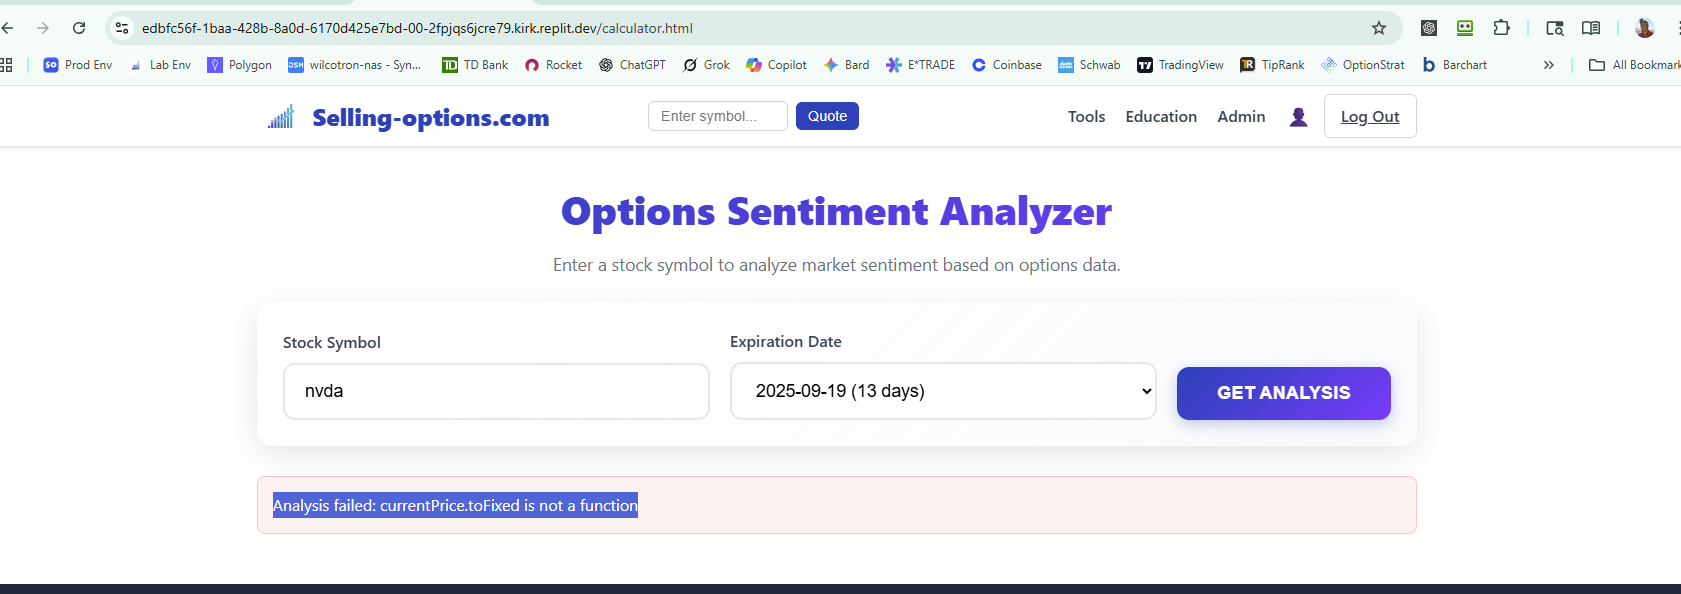 edbfc56f-1baa-428b-8a0d-6170d425e7bd-00-2fpjqs6jcre79.kirk.replit.dev/calculator.html
Prod Env Lab Env Polygon wilcotron-nas - Syn... TD Bank Rocket ChatGPT Grok Copilot Bard E*TRADE Coinbase Schwab TradingView TipRank OptionStrat Barchart » All Bookmark
Selling-options.com Enter symbol... Quote Tools Education Admin Log Out
Options Sentiment Analyzer
Enter a stock symbol to analyze market sentiment based on options data.
Stock Symbol Expiration Date
nvda 2025-09-19 (13 days) GET ANALYSIS
Analysis failed: currentPrice.toFixed is not a function